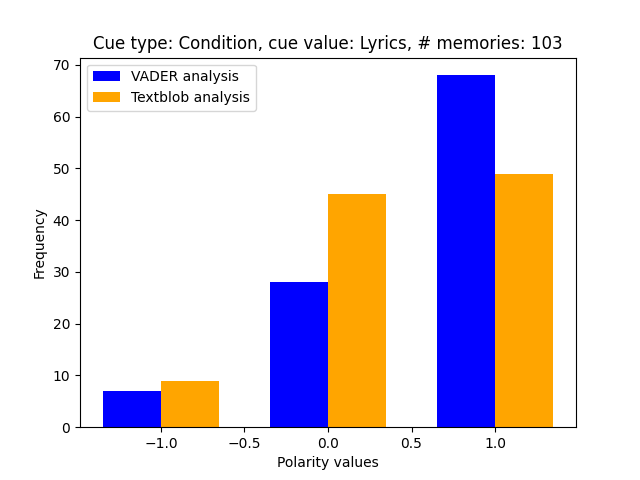 Cue type: Condition, cue value: Lyrics, # memories: 103
VADER analysis
Textblob analysis
Frequency
70
60
50
40
30
20
10
0
−1.0 −0.5 0.0 0.5 1.0
Polarity values